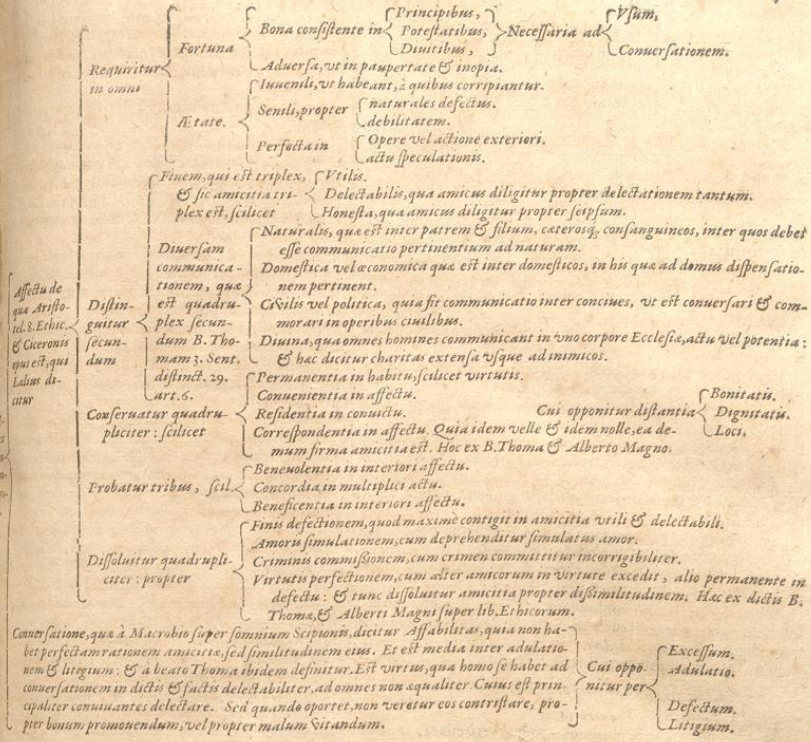 Requiritur in omni
Fortuna
Bona consistente in
Principibus,
Potestatibus,
Diuitibus,
Necessaria ad
Vsum,
Conuersationem.
Aduersa, vt in paupertate & inopia.
Ætate.
Iuuenili, vt habeant, à quibus corripiantur.
Senili, propter
naturales defectus.
debilitatem.
Perfecta in
Opere vel actione exteriori.
actu speculationis.
Affectu de
qua Aristo-
tel. 8. Ethic.
& Ciceronis
opus est, qui
Lælius di-
citur
Distin-
guitur
secun-
dum
Finem, qui est triplex,
& sic amicitia tri-
plex est, scilicet
Vtilis.
Delectabilis, qua amicus diligitur propter delectationem tantum.
Honesta, qua amicus diligitur propter seipsum.
Diuersam
communica-
tionem, quæ
est quadru-
plex secun-
dum B. Tho-
mam 3. Sent.
distinct. 29.
art. 6.
Naturalis, quæ est inter patrem & filium, cæterosq; consanguineos, inter quos debet
esse communicatio pertinentium ad naturam.
Domestica vel œconomica quæ est inter domesticos, in his quæ ad domus dispensatio-
nem pertinent.
Ciuilis vel politica, quia fit communicatio inter conciues, vt est conuersari & com-
morari in operibus ciuilibus.
Diuina, qua omnes homines communicant in vno corpore Ecclesiæ, actu vel potentia:
& hac dicitur charitas extensa vsque ad inimicos.
Conseruatur quadru-
pliciter: scilicet
Permanentia in habitu, scilicet virtutis.
Conuenientia in affectu.
Residentia in conuictu.
Cui opponitur distantia
Bonitatis.
Dignitatis.
Loci.
Correspondentia in affectu. Quia idem velle & idem nolle, ea de-
mum firma amicitia est. Hoc ex B. Thoma & Alberto Magno.
Probatur tribus, scil.
Beneuolentia in interiori affectu.
Concordia in multiplici actu.
Beneficentia in interiori affectu.
Dissoluitur quadrupli-
citer: propter
Finis defectionem, quod maximè contigit in amicitia vtili & delectabili.
Amoris simulationem, cum deprehenditur simulatus amor.
Criminis commissionem, cum crimen committitur incorrigibiliter.
Virtutis perfectionem, cum alter amicorum in virtute excedit, alio permanente in
defectu: & tunc dissoluitur amicitia propter dissimilitudinem. Hæc ex dictis B.
Thomæ, & Alberti Magni super lib. Ethicorum.
Conuersatione, quæ à Macrobio super somnium Scipionis, dicitur Affabilitas, quia non ha-
bet perfectam rationem amicitiæ, sed similitudinem eius. Et est media inter adulatio-
nem & litigium: & a beato Thoma ibidem definitur. Est virtus, qua homo se habet ad
conuersationem in dictis & factis delectabiliter, ad omnes non æqualiter Cuius est prin-
cipaliter conuiuantes delectare. Sed quando oportet, non veretur eos contristare, pro-
pter bonum promouendum, vel propter malum vitandum.
Cui oppo-
nitur per
Excessum.
Adulatio.
Defectum.
Litigium.